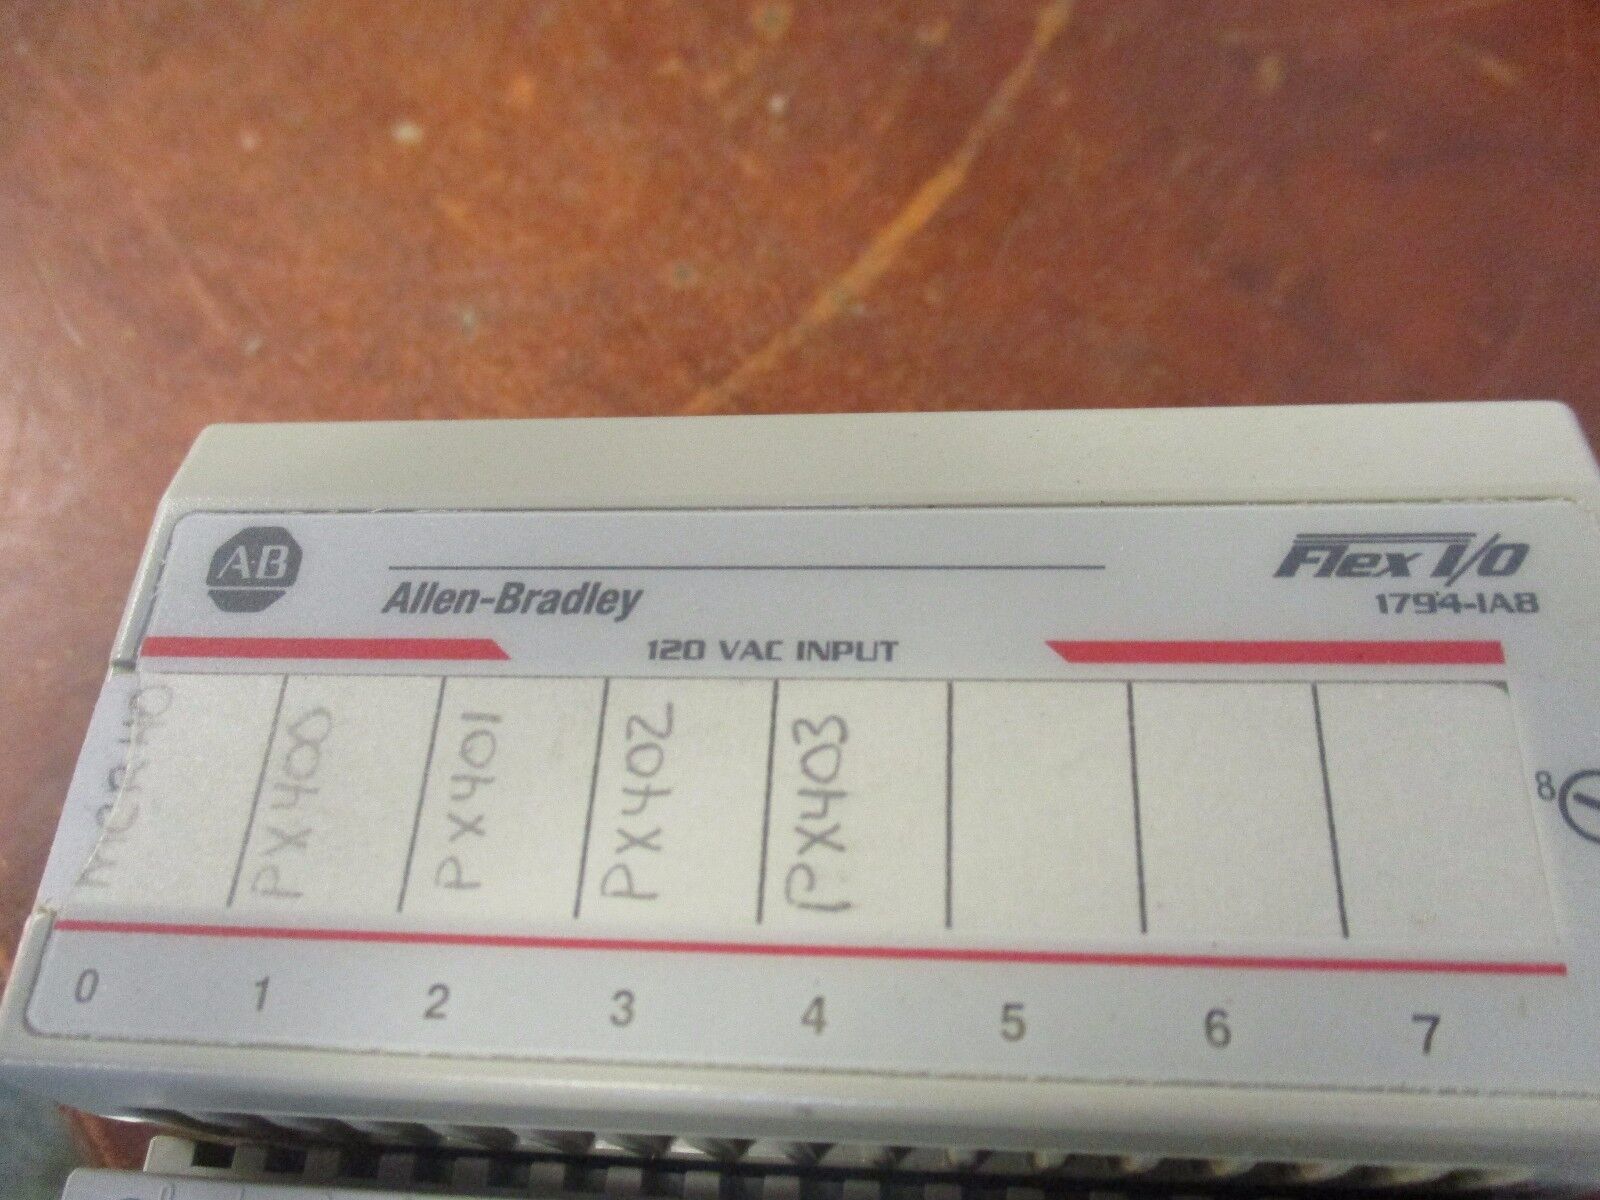 AB
Allen-Bradley
Flex I/O
1794-IA8
120 VAC INPUT
PX400
PX401
PX402
PX403
8
0 1 2 3 4 5 6 7